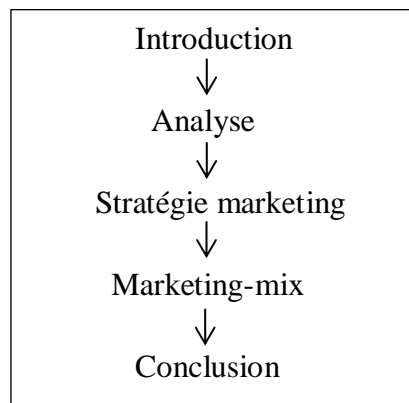 Introduction
Analyse
Stratégie marketing
Marketing-mix
Conclusion